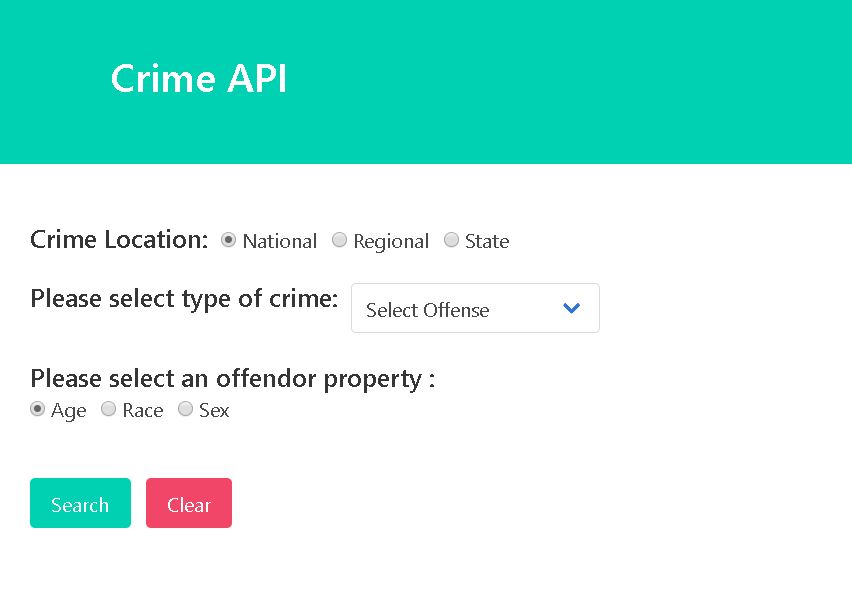 Crime API
Crime Location: National Regional State
Please select type of crime: Select Offense
Please select an offendor property :
Age Race Sex
Search Clear